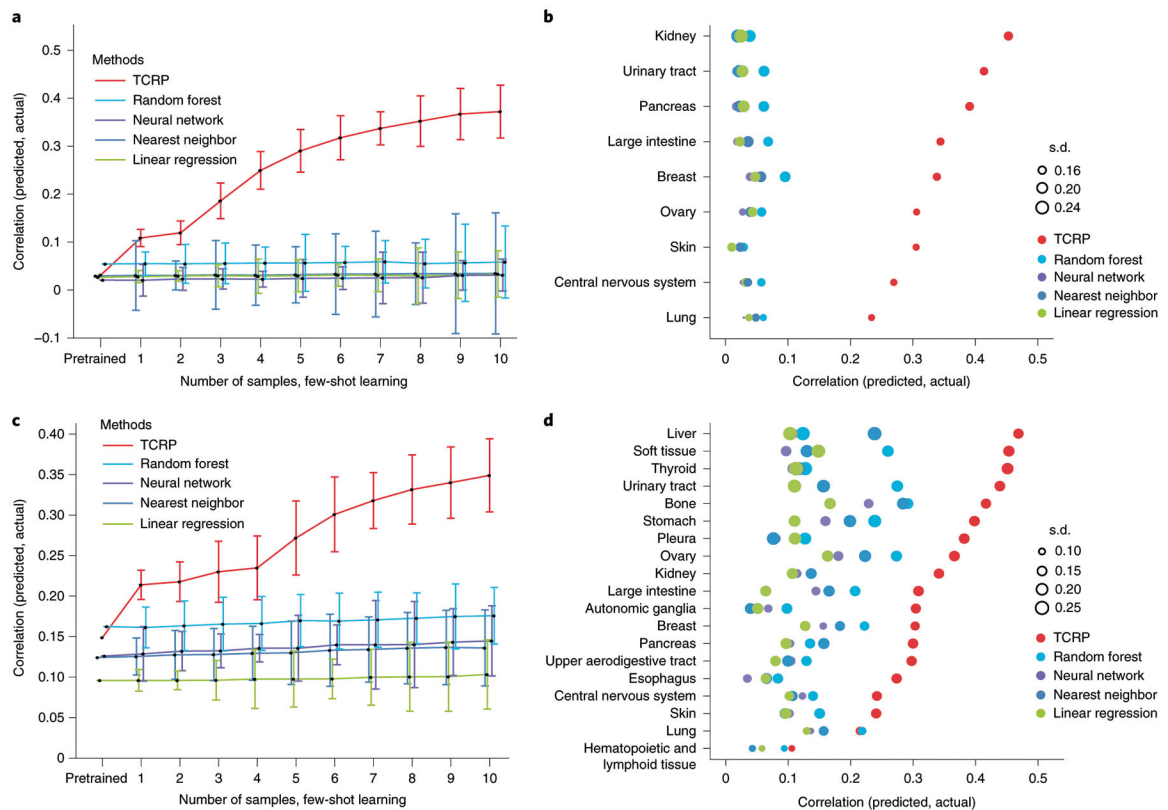 a
Correlation (predicted, actual)
0.5
0.4
0.3
0.2
0.1
0
−0.1
Methods
TCRP
Random forest
Neural network
Nearest neighbor
Linear regression
Pretrained 1 2 3 4 5 6 7 8 9 10
Number of samples, few-shot learning
b
Kidney
Urinary tract
Pancreas
Large intestine
Breast
Ovary
Skin
Central nervous system
Lung
s.d.
0.16
0.20
0.24
TCRP
Random forest
Neural network
Nearest neighbor
Linear regression
0 0.1 0.2 0.3 0.4 0.5
Correlation (predicted, actual)
c
Correlation (predicted, actual)
0.40
0.35
0.30
0.25
0.20
0.15
0.10
0.05
0
Methods
TCRP
Random forest
Neural network
Nearest neighbor
Linear regression
Pretrained 1 2 3 4 5 6 7 8 9 10
Number of samples, few-shot learning
d
Liver
Soft tissue
Thyroid
Urinary tract
Bone
Stomach
Pleura
Ovary
Kidney
Large intestine
Autonomic ganglia
Breast
Pancreas
Upper aerodigestive tract
Esophagus
Central nervous system
Skin
Lung
Hematopoietic and
lymphoid tissue
s.d.
0.10
0.15
0.20
0.25
TCRP
Random forest
Neural network
Nearest neighbor
Linear regression
0 0.1 0.2 0.3 0.4 0.5
Correlation (predicted, actual)